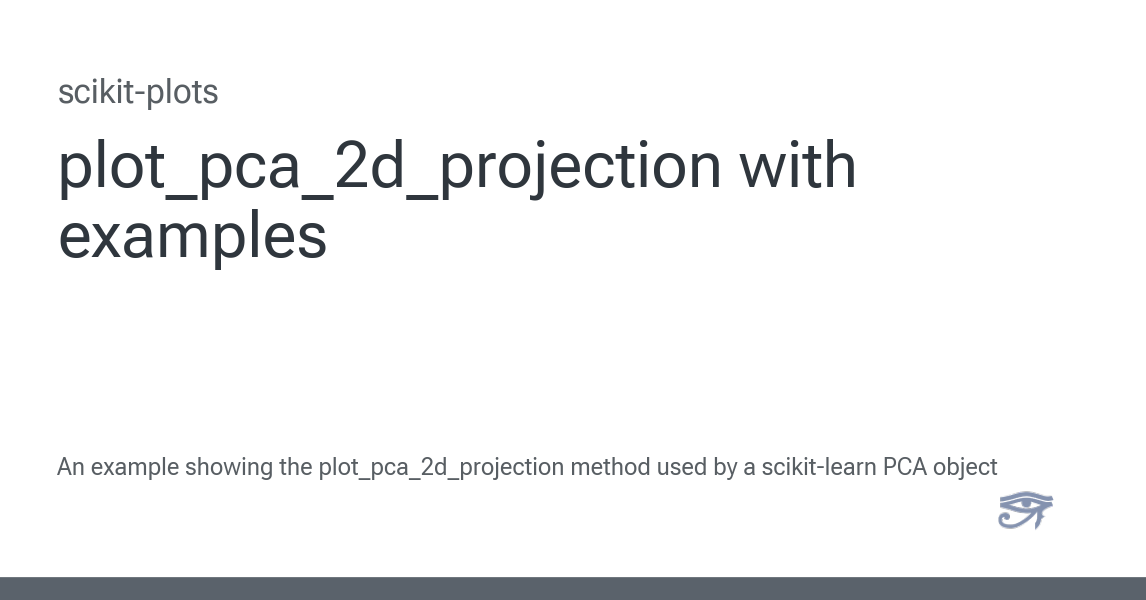 scikit-plots
plot_pca_2d_projection with
examples
An example showing the plot_pca_2d_projection method used by a scikit-learn PCA object